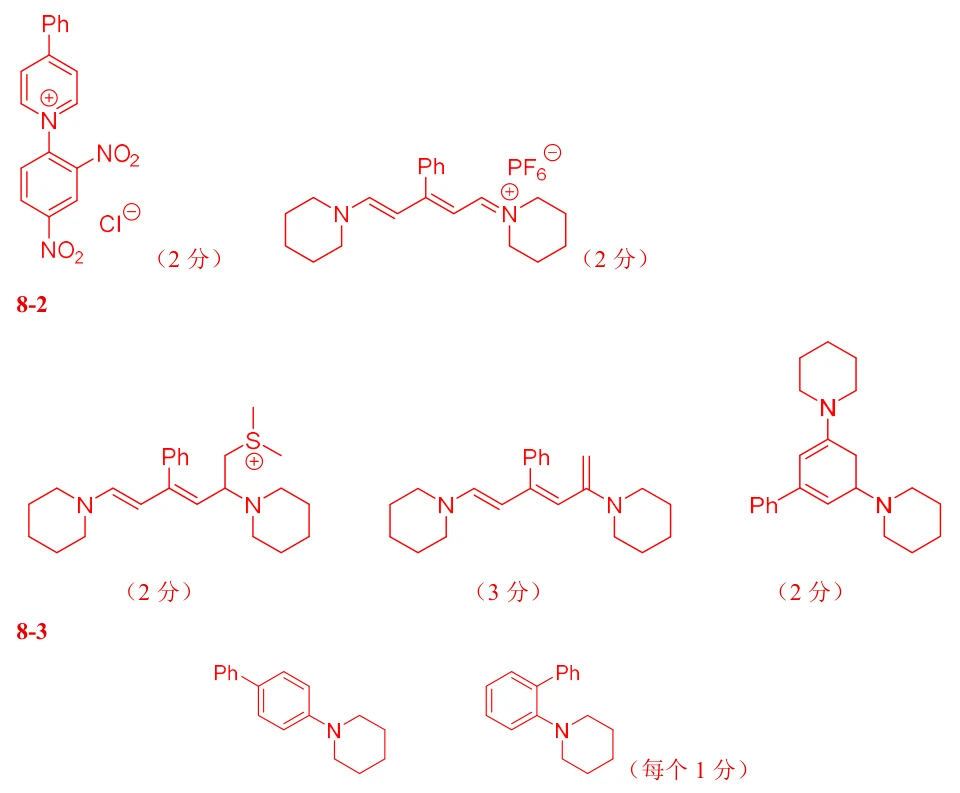 Ph
N
⊕
NO₂
NO₂
Cl⊖
（2 分）
N
Ph
PF₆⊖
⊕
N
（2 分）
8-2
N
Ph
S
⊕
N
（2 分）
N
Ph
N
（3 分）
N
Ph
N
（2 分）
8-3
Ph
N
Ph
N
（每个 1 分）